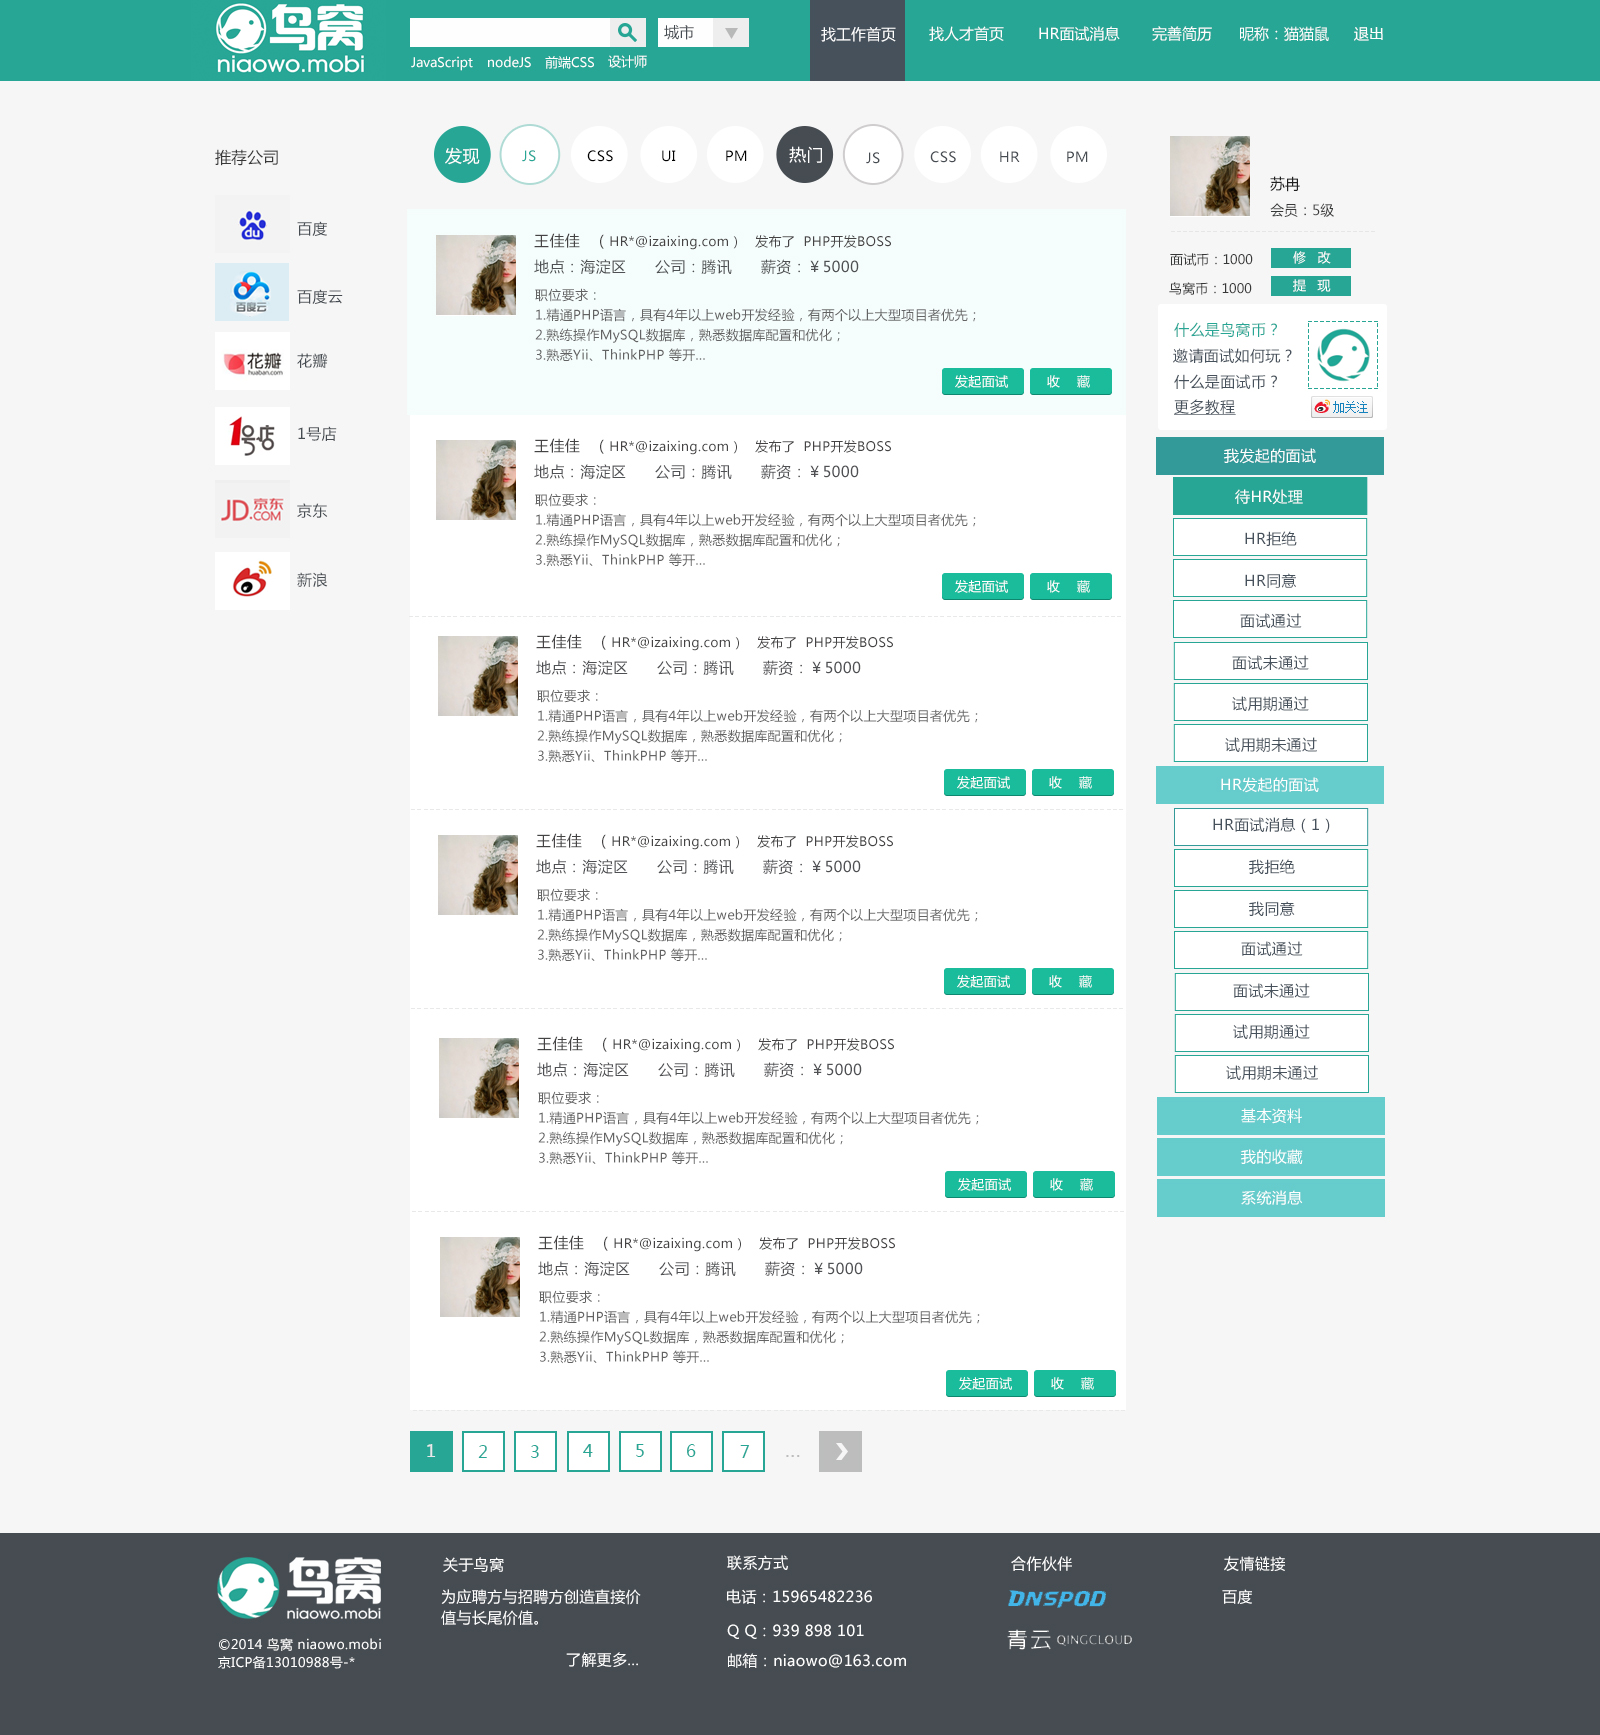 鸟窝
niaowo.mobi
城市
JavaScript nodeJS 前端CSS 设计师
找工作首页 找人才首页 HR面试消息 完善简历 昵称：猫猫鼠 退出
推荐公司
百度
百度云
百度云
花瓣
huaban.com
花瓣
1号店
1号店
JD 京东
.COM
京东
新浪
发现 JS CSS UI PM 热门 JS CSS HR PM
王佳佳 （HR*@izaixing.com） 发布了 PHP开发BOSS
地点：海淀区 公司：腾讯 薪资：￥5000
职位要求：
1.精通PHP语言，具有4年以上web开发经验，有两个以上大型项目者优先；
2.熟练操作MySQL数据库，熟悉数据库配置和优化；
3.熟悉Yii、ThinkPHP 等开...
发起面试 收 藏
王佳佳 （HR*@izaixing.com） 发布了 PHP开发BOSS
地点：海淀区 公司：腾讯 薪资：￥5000
职位要求：
1.精通PHP语言，具有4年以上web开发经验，有两个以上大型项目者优先；
2.熟练操作MySQL数据库，熟悉数据库配置和优化；
3.熟悉Yii、ThinkPHP 等开...
发起面试 收 藏
王佳佳 （HR*@izaixing.com） 发布了 PHP开发BOSS
地点：海淀区 公司：腾讯 薪资：￥5000
职位要求：
1.精通PHP语言，具有4年以上web开发经验，有两个以上大型项目者优先；
2.熟练操作MySQL数据库，熟悉数据库配置和优化；
3.熟悉Yii、ThinkPHP 等开...
发起面试 收 藏
王佳佳 （HR*@izaixing.com） 发布了 PHP开发BOSS
地点：海淀区 公司：腾讯 薪资：￥5000
职位要求：
1.精通PHP语言，具有4年以上web开发经验，有两个以上大型项目者优先；
2.熟练操作MySQL数据库，熟悉数据库配置和优化；
3.熟悉Yii、ThinkPHP 等开...
发起面试 收 藏
王佳佳 （HR*@izaixing.com） 发布了 PHP开发BOSS
地点：海淀区 公司：腾讯 薪资：￥5000
职位要求：
1.精通PHP语言，具有4年以上web开发经验，有两个以上大型项目者优先；
2.熟练操作MySQL数据库，熟悉数据库配置和优化；
3.熟悉Yii、ThinkPHP 等开...
发起面试 收 藏
王佳佳 （HR*@izaixing.com） 发布了 PHP开发BOSS
地点：海淀区 公司：腾讯 薪资：￥5000
职位要求：
1.精通PHP语言，具有4年以上web开发经验，有两个以上大型项目者优先；
2.熟练操作MySQL数据库，熟悉数据库配置和优化；
3.熟悉Yii、ThinkPHP 等开...
发起面试 收 藏
1 2 3 4 5 6 7 ...
苏冉
会员：5级
面试币：1000 修 改
鸟窝币：1000 提 现
什么是鸟窝币？
邀请面试如何玩？
什么是面试币？
更多教程
加关注
我发起的面试
待HR处理
HR拒绝
HR同意
面试通过
面试未通过
试用期通过
试用期未通过
HR发起的面试
HR面试消息（1）
我拒绝
我同意
面试通过
面试未通过
试用期通过
试用期未通过
基本资料
我的收藏
系统消息
鸟窝
niaowo.mobi
©2014 鸟窝 niaowo.mobi
京ICP备13010988号-*
关于鸟窝
为应聘方与招聘方创造直接价
值与长尾价值。
了解更多...
联系方式
电话：15965482236
Q Q：939 898 101
邮箱：niaowo@163.com
合作伙伴
DNSPOD
青云 QINGCLOUD
友情链接
百度